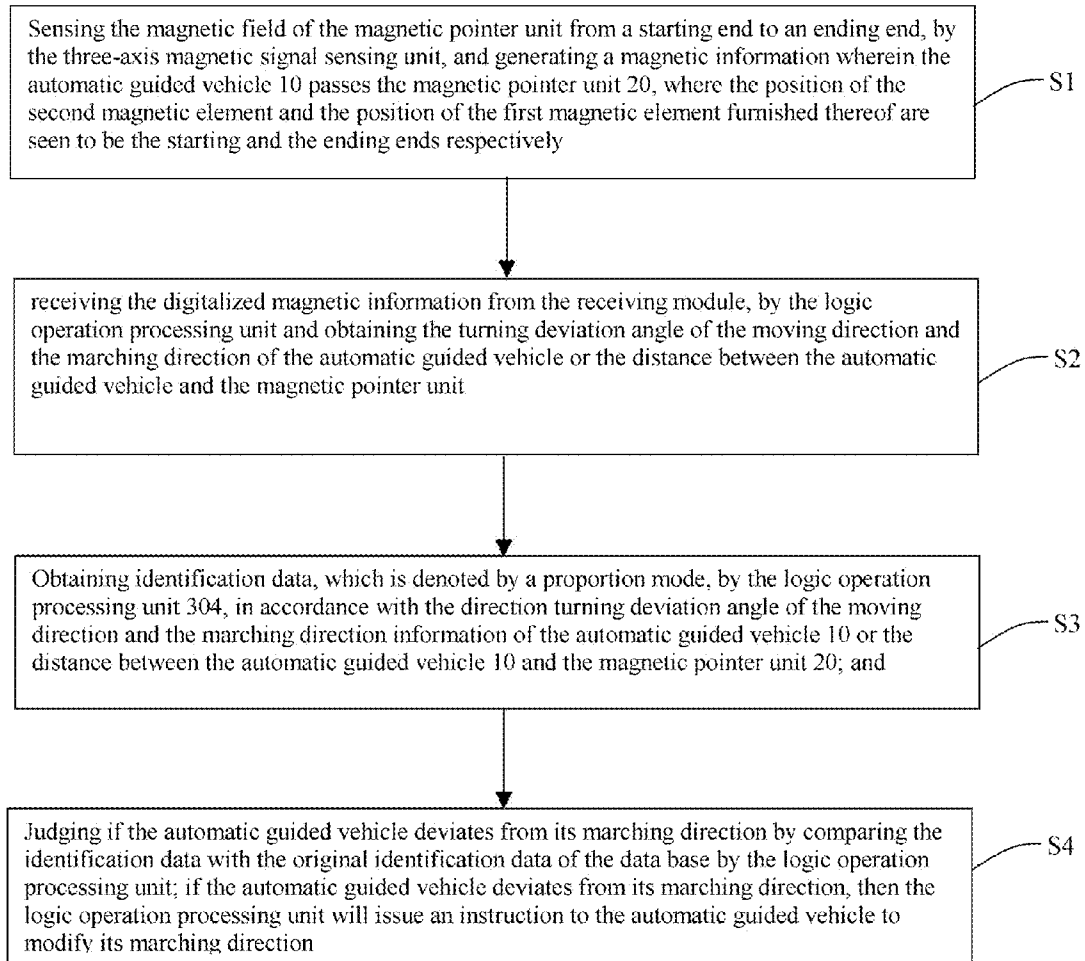 Sensing the magnetic field of the magnetic pointer unit from a starting end to an ending end, by
the three-axis magnetic signal sensing unit, and generating a magnetic information wherein the
automatic guided vehicle 10 passes the magnetic pointer unit 20, where the position of the
second magnetic element and the position of the first magnetic element furnished thereof are
seen to be the starting and the ending ends respectively
S1
receiving the digitalized magnetic information from the receiving module, by the logic
operation processing unit and obtaining the turning deviation angle of the moving direction and
the marching direction of the automatic guided vehicle or the distance between the automatic
guided vehicle and the magnetic pointer unit
S2
Obtaining identification data, which is denoted by a proportion mode, by the logic operation
processing unit 304, in accordance with the direction turning deviation angle of the moving
direction and the marching direction information of the automatic guided vehicle 10 or the
distance between the automatic guided vehicle 10 and the magnetic pointer unit 20; and
S3
Judging if the automatic guided vehicle deviates from its marching direction by comparing the
identification data with the original identification data of the data base by the logic operation
processing unit; if the automatic guided vehicle deviates from its marching direction, then the
logic operation processing unit will issue an instruction to the automatic guided vehicle to
modify its marching direction
S4